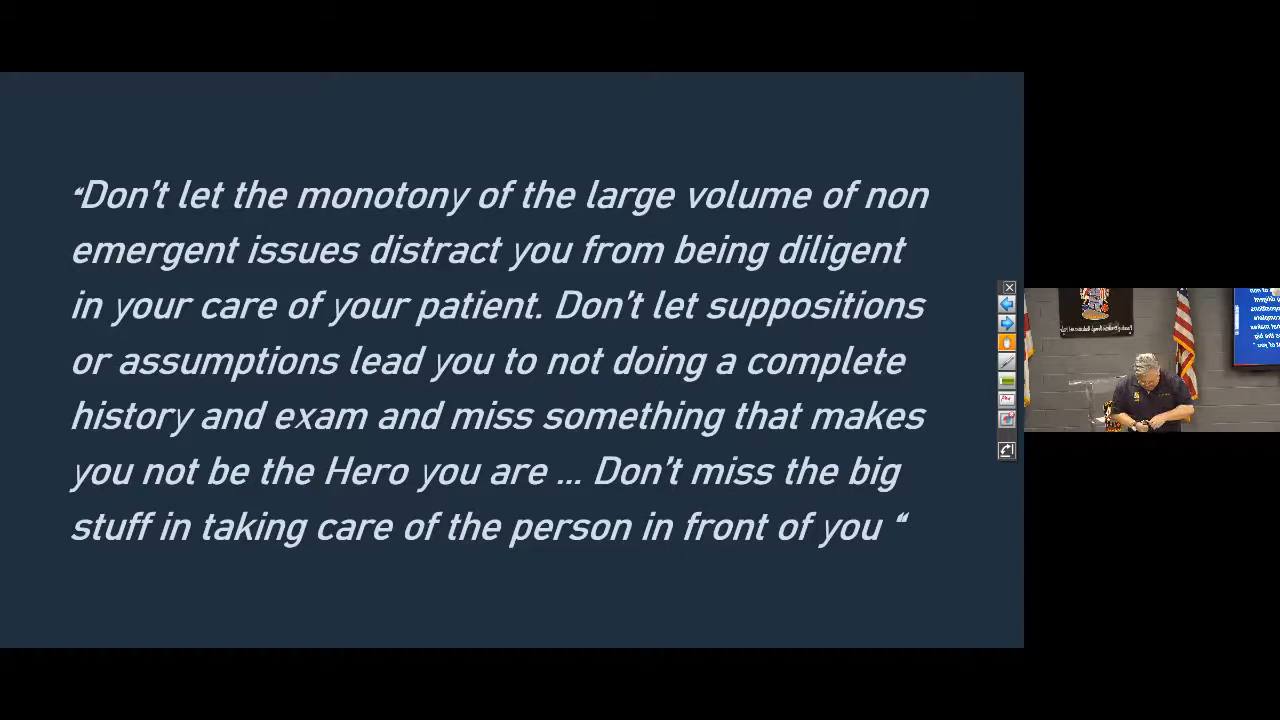 “Don’t let the monotony of the large volume of non
emergent issues distract you from being diligent
in your care of your patient. Don’t let suppositions
or assumptions lead you to not doing a complete
history and exam and miss something that makes
you not be the Hero you are ... Don’t miss the big
stuff in taking care of the person in front of you “